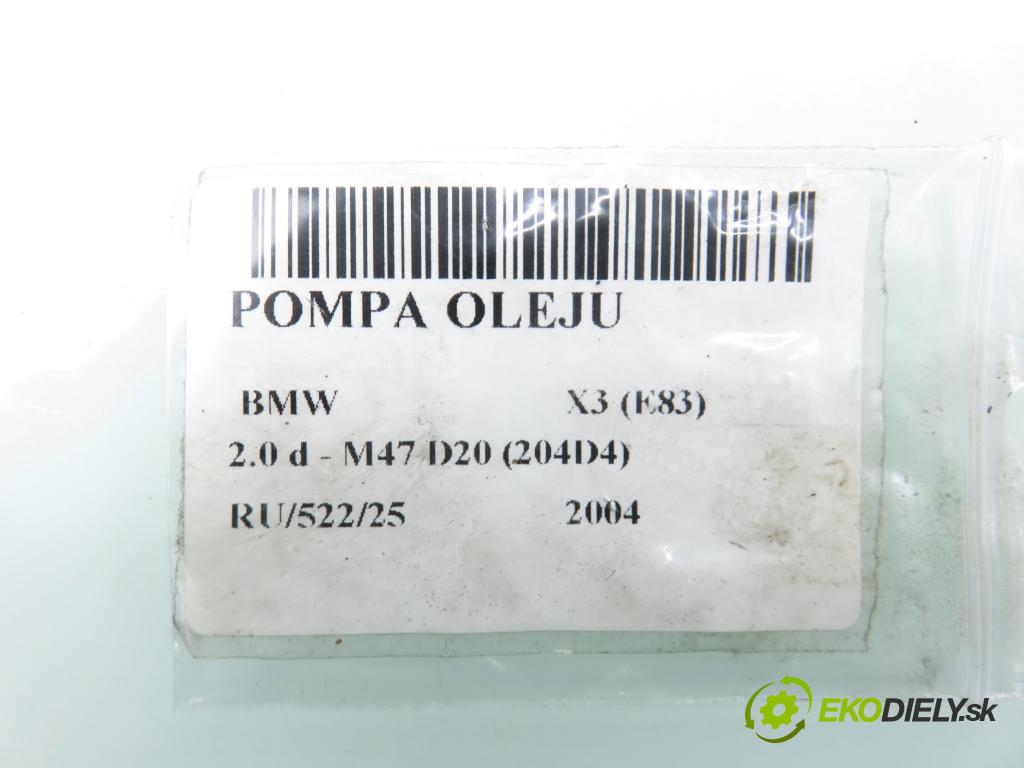 POMPA OLEJU
BMW X3 (E83)
2.0 d - M47 D20 (204D4)
RU/522/25 2004
EKODIELY.sk